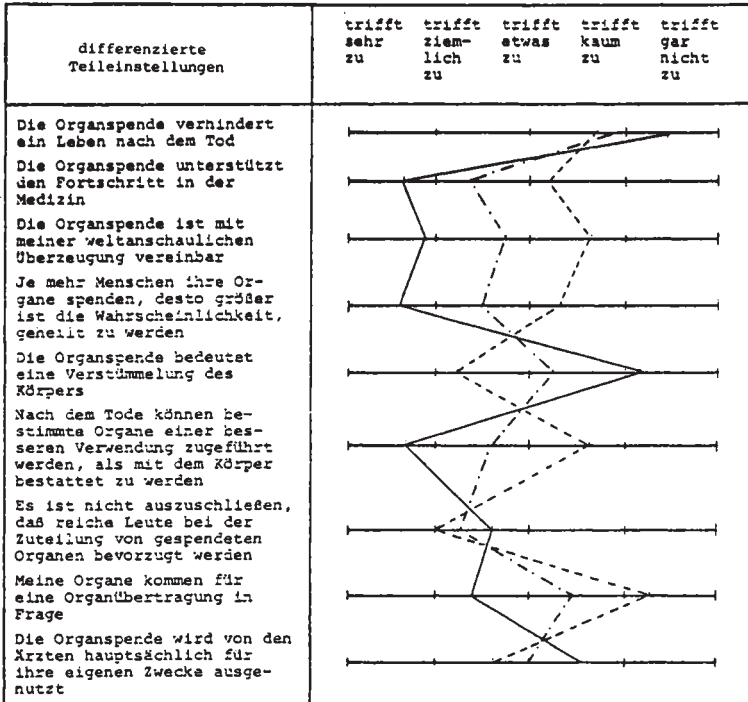 differenzierte
Teileinstellungen
trifft trifft trifft trifft trifft
sehr ziem- etwas kaum gar
zu lich zu zu nicht
zu zu
Die Organspende verhindert
ein Leben nach dem Tod
Die Organspende unterstützt
den Fortschritt in der
Medizin
Die Organspende ist mit
meiner weltanschaulichen
Überzeugung vereinbar
Je mehr Menschen ihre Or-
gane spenden, desto größer
ist die Wahrscheinlichkeit,
geheilt zu werden
Die Organspende bedeutet
eine Verstümmelung des
Körpers
Nach dem Tode können be-
stimmte Organe einer bes-
seren Verwendung zugeführt
werden, als mit dem Körper
bestattet zu werden
Es ist nicht auszuschließen,
daß reiche Leute bei der
Zuteilung von gespendeten
Organen bevorzugt werden
Meine Organe kommen für
eine Organübertragung in
Frage
Die Organspende wird von den
Ärzten hauptsächlich für
ihre eigenen Zwecke ausge-
nutzt